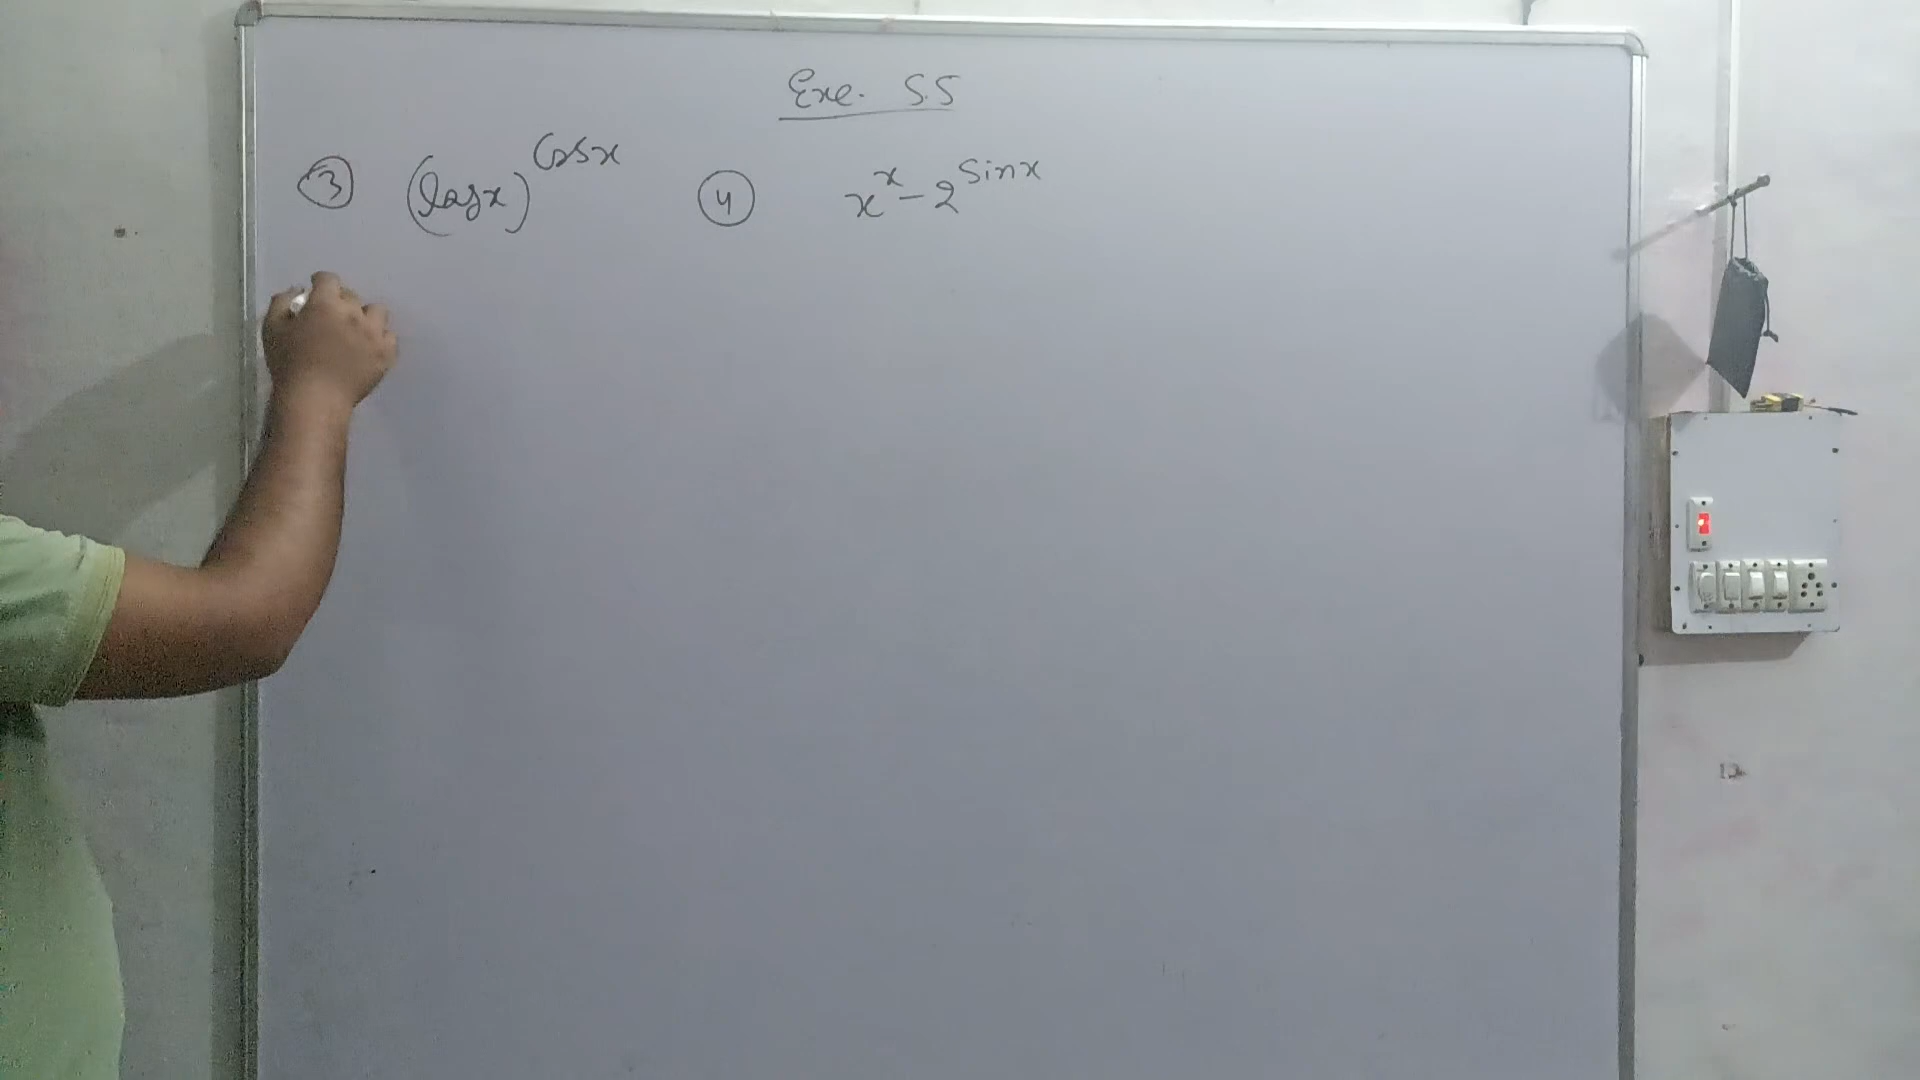 Exe. 5.5
③ (log x)^cos x ④ x^x - 2^sin x